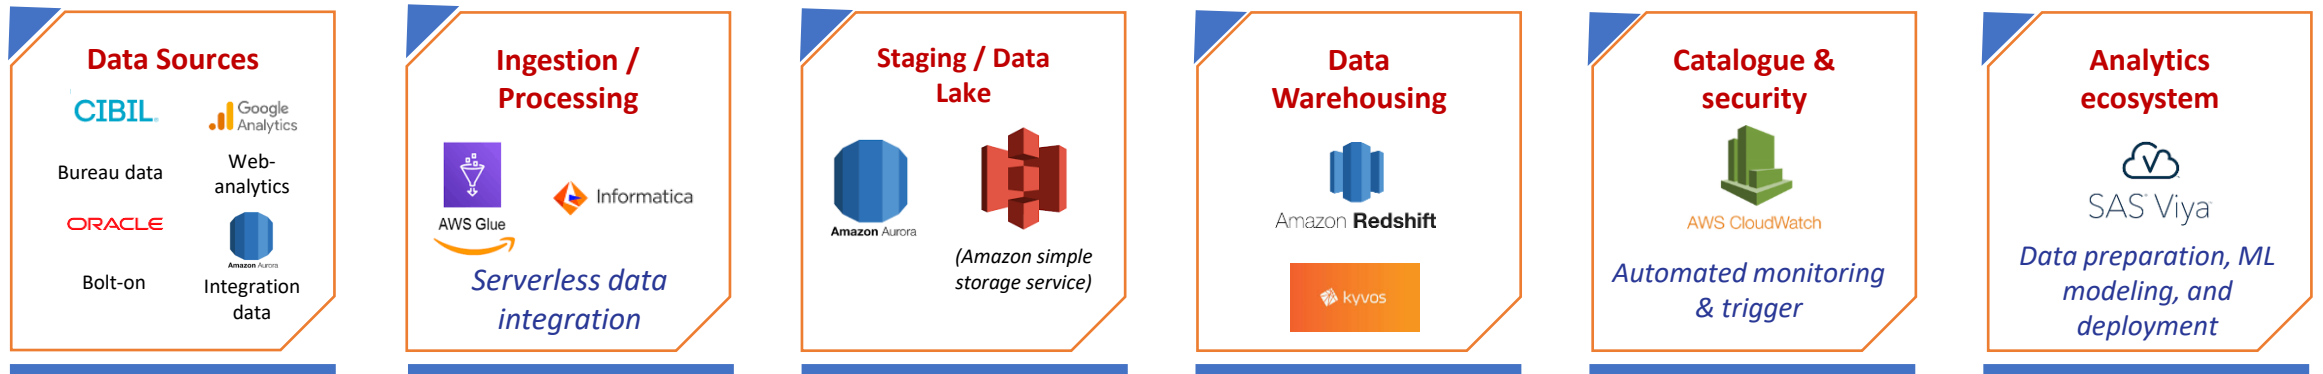 Data Sources
CIBIL
Google
Analytics
Bureau data
Web-
analytics
ORACLE
Amazon Aurora
Bolt-on
Integration
data
Ingestion /
Processing
AWS Glue
Informatica
Serverless data
integration
Staging / Data
Lake
Amazon Aurora
(Amazon simple
storage service)
Data
Warehousing
Amazon Redshift
kyvos
Catalogue &
security
AWS CloudWatch
Automated monitoring
& trigger
Analytics
ecosystem
SAS Viya
Data preparation, ML
modeling, and
deployment